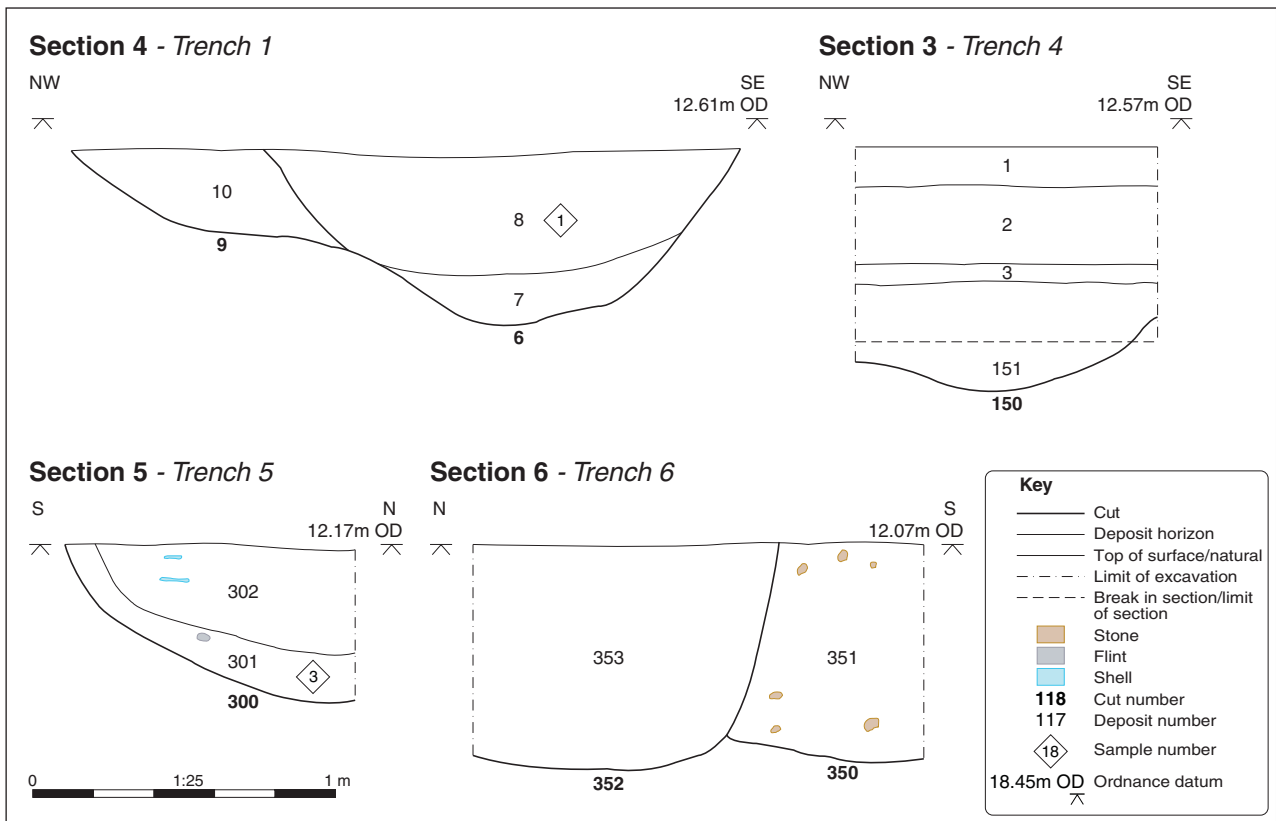 Section 4 - Trench 1
NW
SE
12.61m OD
10
8
1
9
7
6
Section 3 - Trench 4
NW
SE
12.57m OD
1
2
3
151
150
Section 5 - Trench 5
S
N
12.17m OD
302
301
3
300
Section 6 - Trench 6
N
S
12.07m OD
353
351
352
350
Key
Cut
Deposit horizon
Top of surface/natural
Limit of excavation
Break in section/limit
of section
Stone
Flint
Shell
118 Cut number
117 Deposit number
18 Sample number
18.45m OD Ordnance datum
0 1:25 1 m